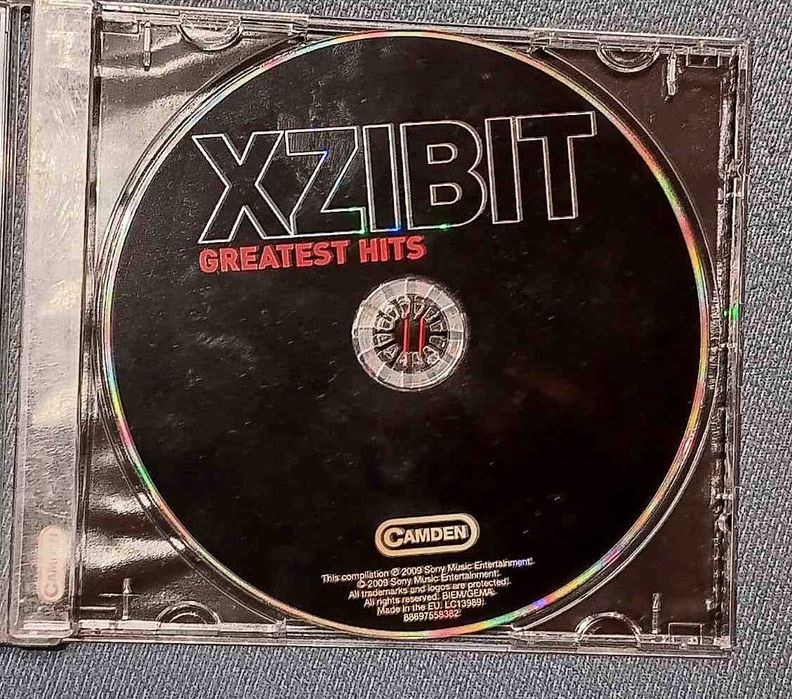 XZIBIT
GREATEST HITS
CAMDEN
This compilation ℗ 2009 Sony Music Entertainment.
© 2009 Sony Music Entertainment.
All trademarks and logos are protected.
All rights reserved. BIEM/GEMA.
Made in the EU. LC13989.
88697558382
CAMDEN